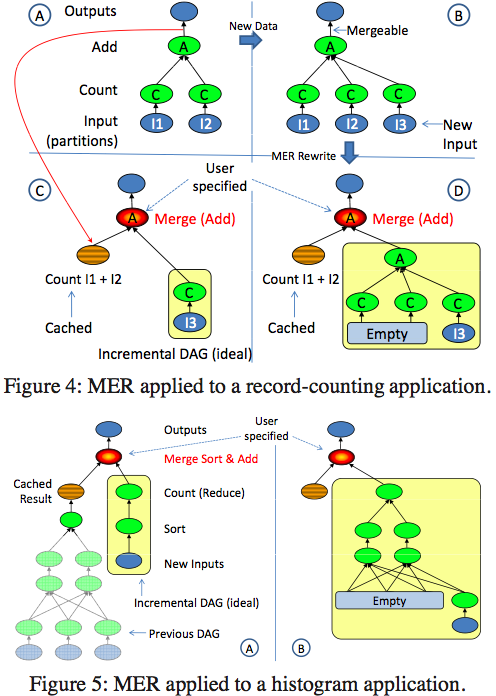 A
Outputs
New Data
B
Mergeable
Add
A
A
Count
C
C
C
C
C
Input
(partitions)
I1
I2
I1
I2
I3
New
Input
MER Rewrite
C
User
specified
D
A
Merge (Add)
A
Merge (Add)
A
Count I1 + I2
Count I1 + I2
C
C
C
C
Cached
I3
Cached
Empty
I3
Incremental DAG (ideal)
Figure 4: MER applied to a record-counting application.
Outputs
User
specified
Merge Sort & Add
Cached
Result
Count (Reduce)
Sort
New Inputs
Incremental DAG (ideal)
Empty
Previous DAG
A
B
Figure 5: MER applied to a histogram application.